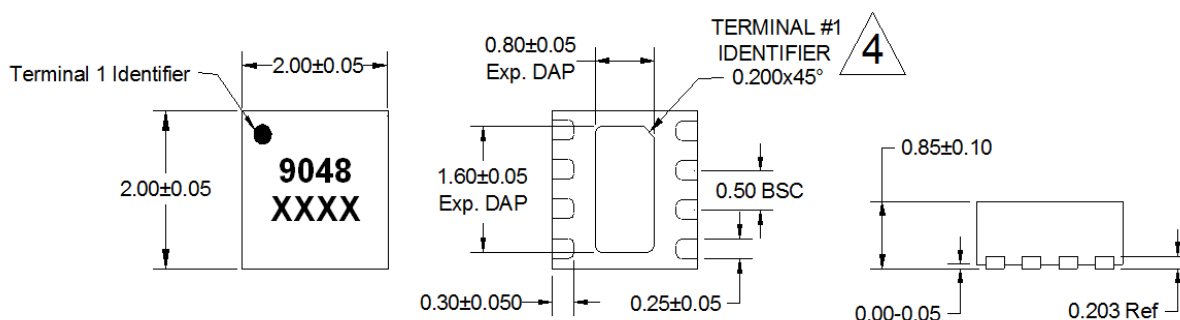 Terminal 1 Identifier
2.00±0.05
2.00±0.05
9048
XXXX
0.80±0.05
Exp. DAP
TERMINAL #1
IDENTIFIER
0.200x45°
4
1.60±0.05
Exp. DAP
0.50 BSC
0.30±0.050
0.25±0.05
0.85±0.10
0.00-0.05
0.203 Ref